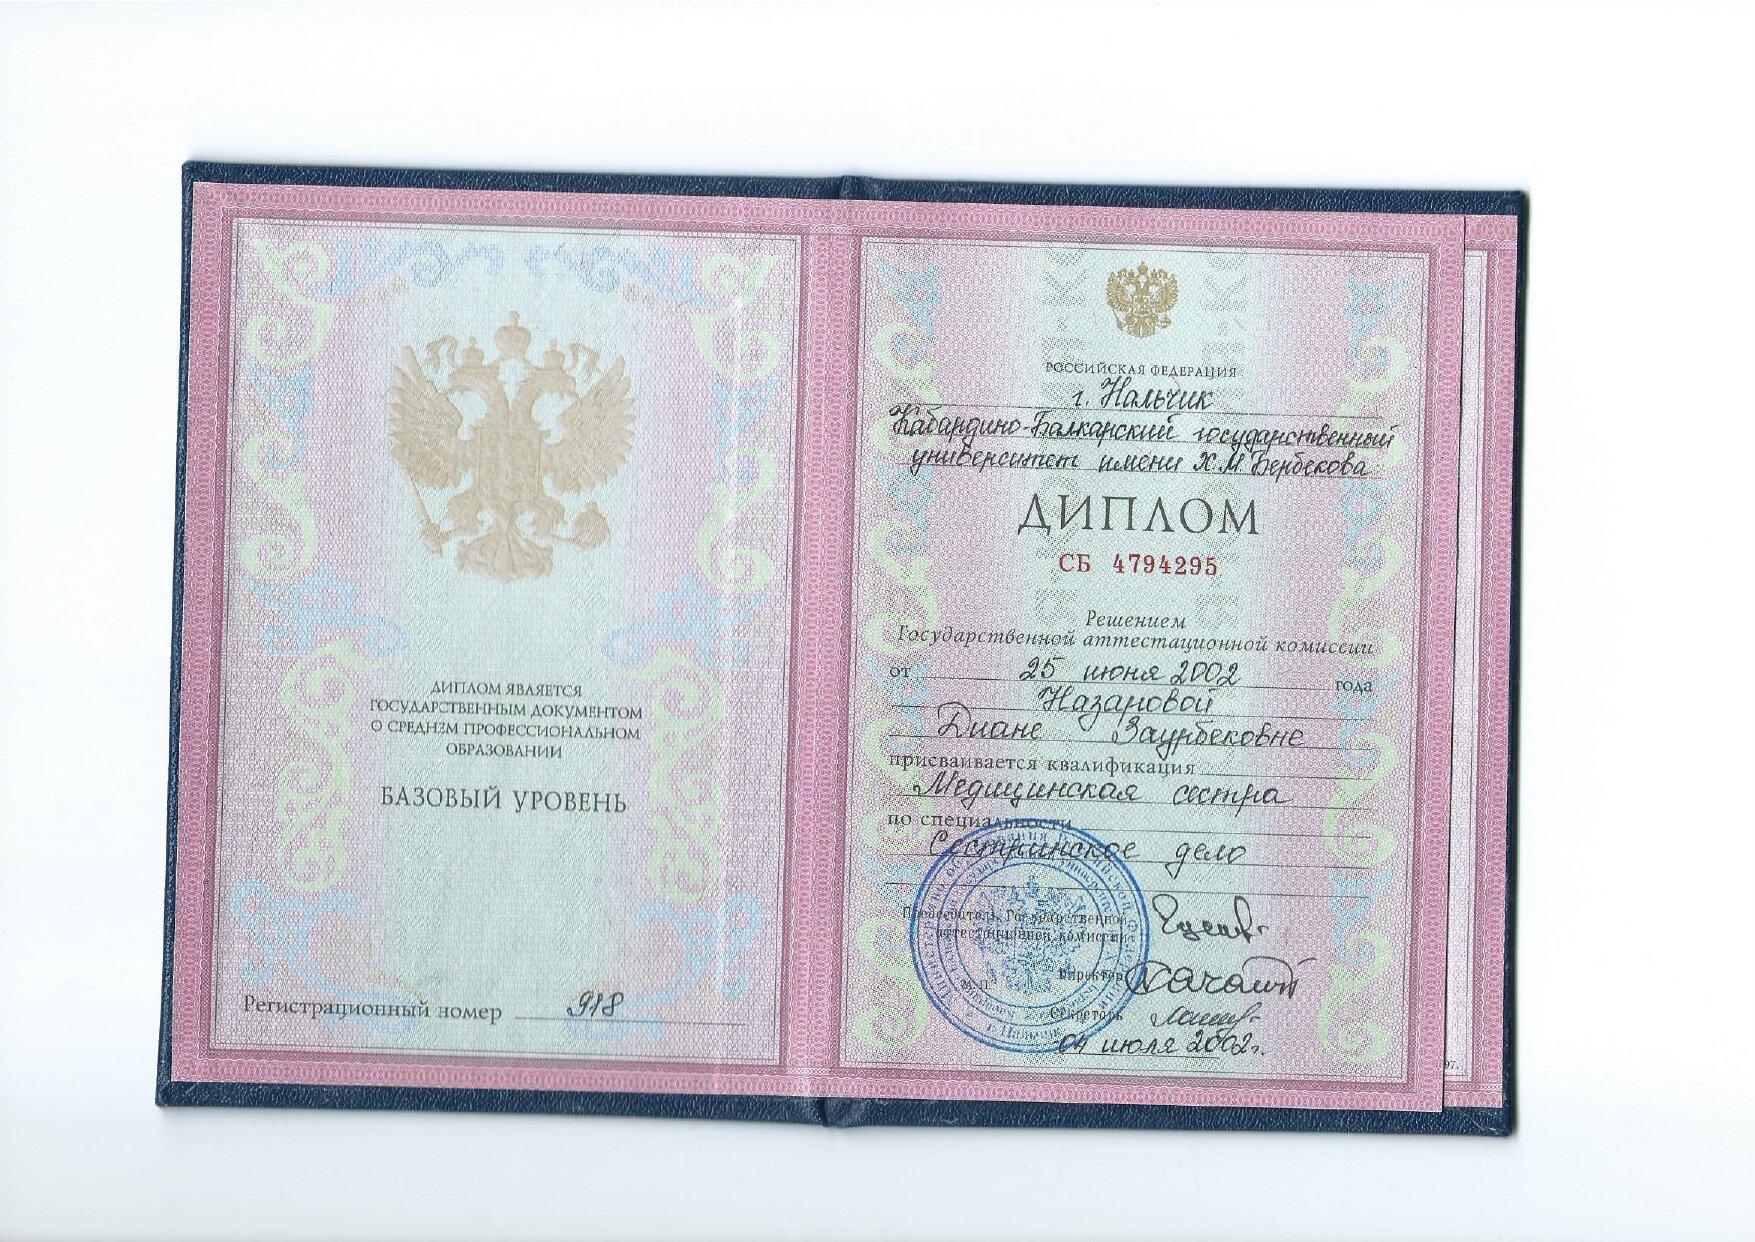 ДИПЛОМ ЯВЛЯЕТСЯ
ГОСУДАРСТВЕННЫМ ДОКУМЕНТОМ
О СРЕДНЕМ ПРОФЕССИОНАЛЬНОМ
ОБРАЗОВАНИИ
БАЗОВЫЙ УРОВЕНЬ
Регистрационный номер 918
РОССИЙСКАЯ ФЕДЕРАЦИЯ
г. Нальчик
Кабардино-Балкарский государственный
университет имени Х.М.Бербекова
ДИПЛОМ
СБ 4794295
Решением
Государственной аттестационной комиссии
от 25 июня 2002 года
Назаровой
Диане Заурбековне
присваивается квалификация
Медицинская сестра
по специальности
Сестринское дело
Председатель Государственной
аттестационной комиссии
Директор
М.П.
Секретарь
04 июля 2002г.